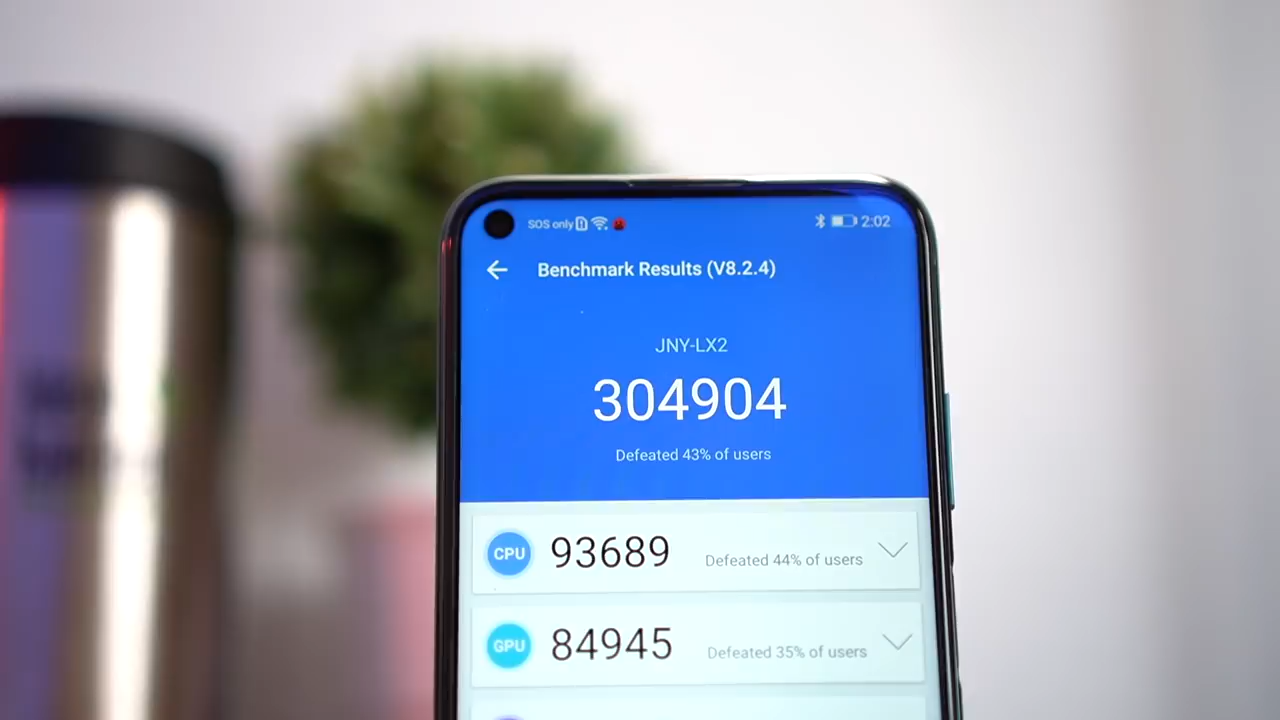 SOS only 2:02
Benchmark Results (V8.2.4)
JNY-LX2
304904
Defeated 43% of users
CPU 93689 Defeated 44% of users
GPU 84945 Defeated 35% of users